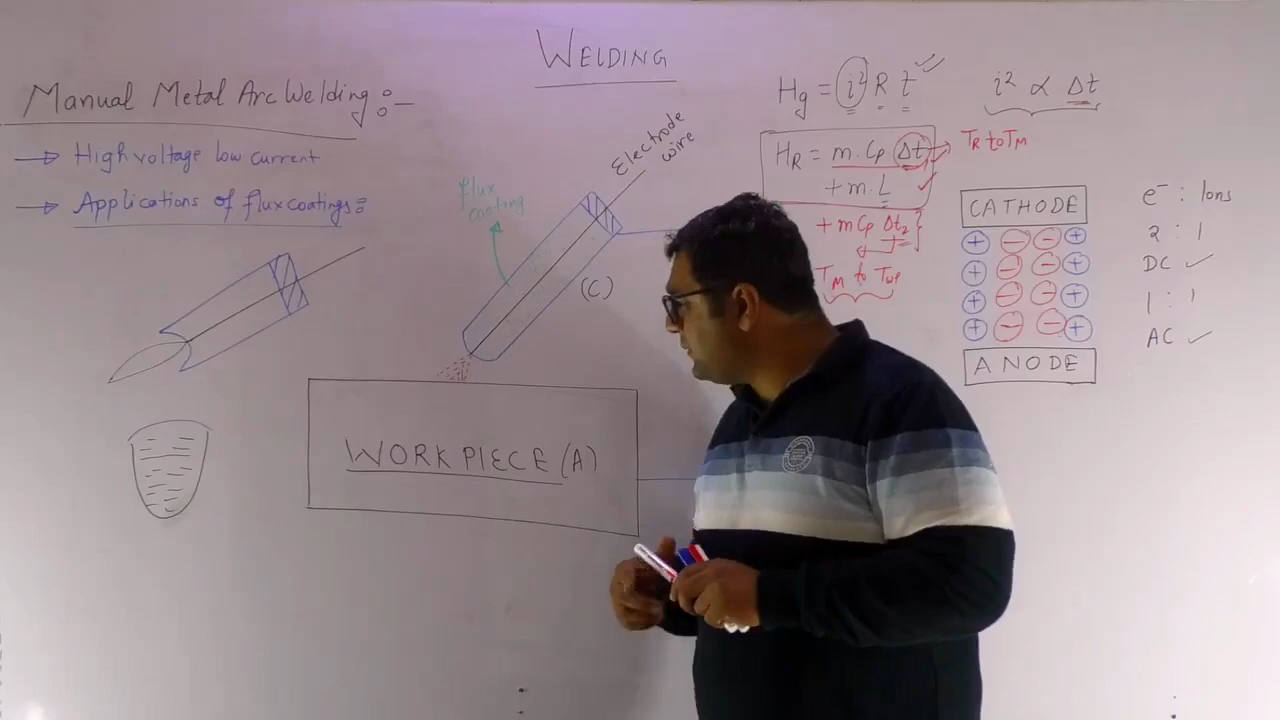 WELDING
Manual Metal Arc Welding:-
→ High voltage low current
→ Applications of flux coatings:
flux coating
Electrode wire
(C)
WORKPIECE (A)
Hg = i² R t
i² ∝ Δt
HR = m.Cp Δt → TR to TM
+ m.L
+ m Cp Δt2
TM to Twp
CATHODE
+ − − +
+ − − +
+ − − +
+ − − +
ANODE
e⁻ : Ions
2 : 1
DC ✓
1 : 1
AC ✓